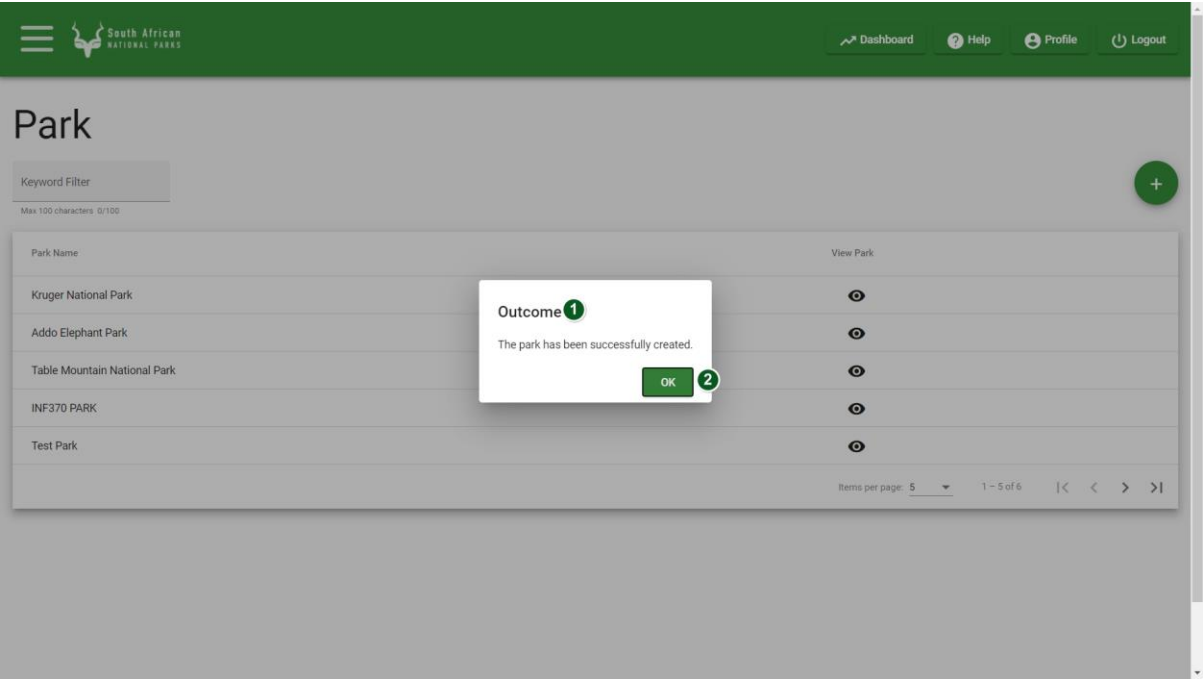 South African
NATIONAL PARKS
Dashboard
Help
Profile
Logout
Park
Keyword Filter
Max 100 characters 0/100
Park Name View Park
Kruger National Park
Addo Elephant Park
Table Mountain National Park
INF370 PARK
Test Park
Outcome 1
The park has been successfully created.
OK 2
Items per page: 5 1 – 5 of 6